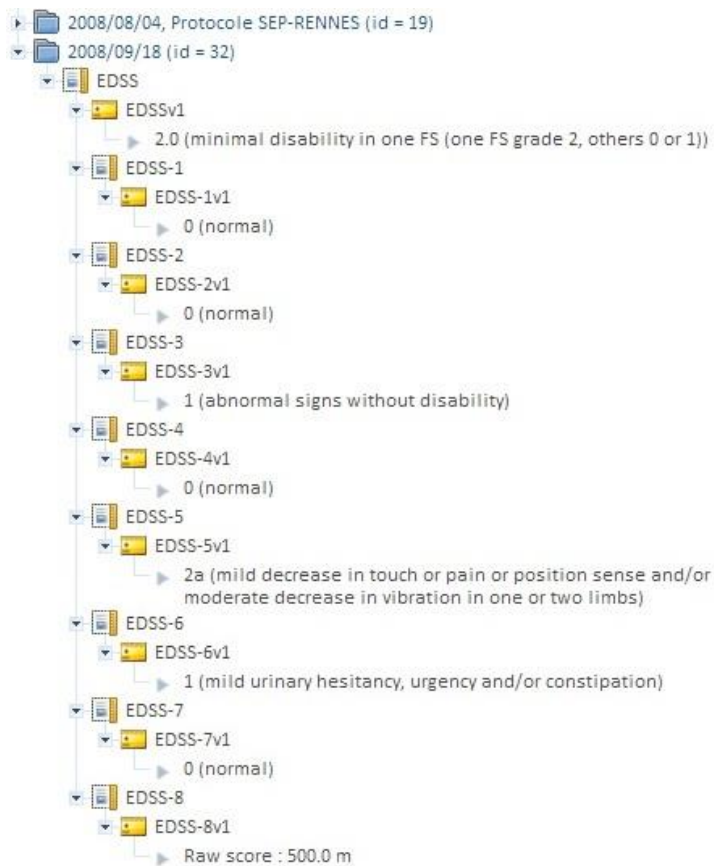 2008/08/04, Protocole SEP-RENNES (id = 19)
2008/09/18 (id = 32)
EDSS
EDSSv1
2.0 (minimal disability in one FS (one FS grade 2, others 0 or 1))
EDSS-1
EDSS-1v1
0 (normal)
EDSS-2
EDSS-2v1
0 (normal)
EDSS-3
EDSS-3v1
1 (abnormal signs without disability)
EDSS-4
EDSS-4v1
0 (normal)
EDSS-5
EDSS-5v1
2a (mild decrease in touch or pain or position sense and/or
moderate decrease in vibration in one or two limbs)
EDSS-6
EDSS-6v1
1 (mild urinary hesitancy, urgency and/or constipation)
EDSS-7
EDSS-7v1
0 (normal)
EDSS-8
EDSS-8v1
Raw score : 500.0 m